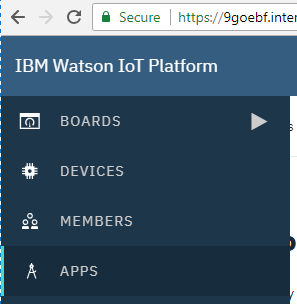 Secure https://9goebf.inter
IBM Watson IoT Platform
BOARDS
DEVICES
MEMBERS
APPS